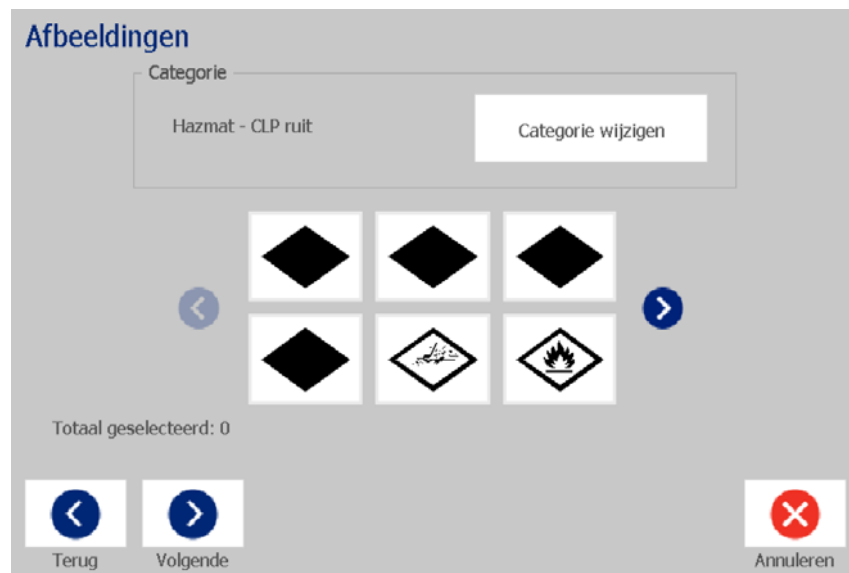 Afbeeldingen
Categorie
Hazmat - CLP ruit
Categorie wijzigen
Totaal geselecteerd: 0
Terug
Volgende
Annuleren